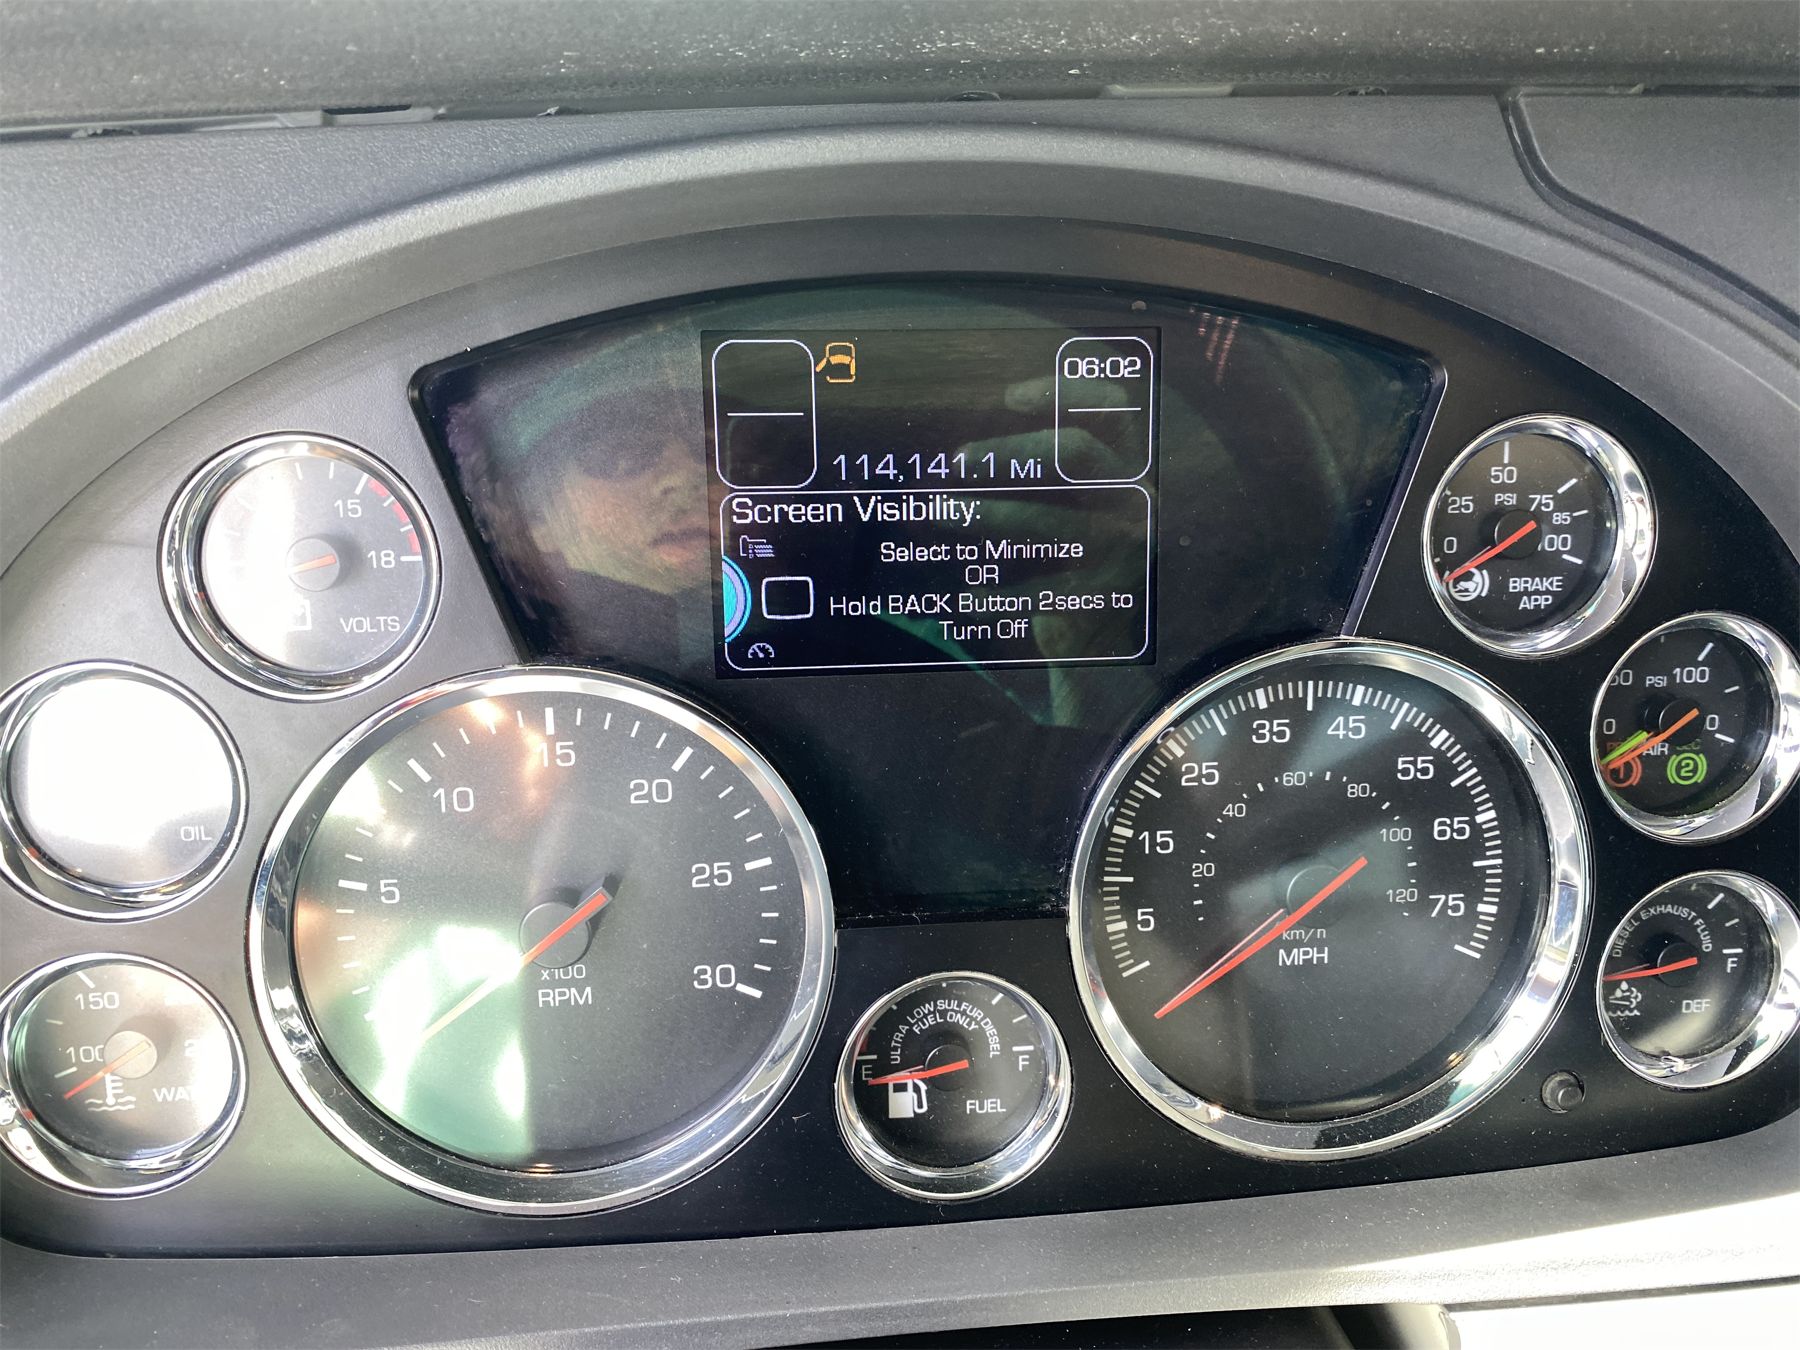 06:02
114,141.1 Mi
Screen Visibility:
Select to Minimize
OR
Hold BACK Button 2secs to
Turn Off
15
18
VOLTS
OIL
150
100
5
10
15
20
25
30
x100
RPM
ULTRA LOW SULFUR DIESEL
FUEL ONLY
E
F
FUEL
5
15
25
35
45
55
65
75
20
40
60
80
100
120
MPH
0
25
50
75
85
100
PSI
BRAKE
APP
0
PSI
100
AIR
1
2
DIESEL EXHAUST FLUID
F
DEF